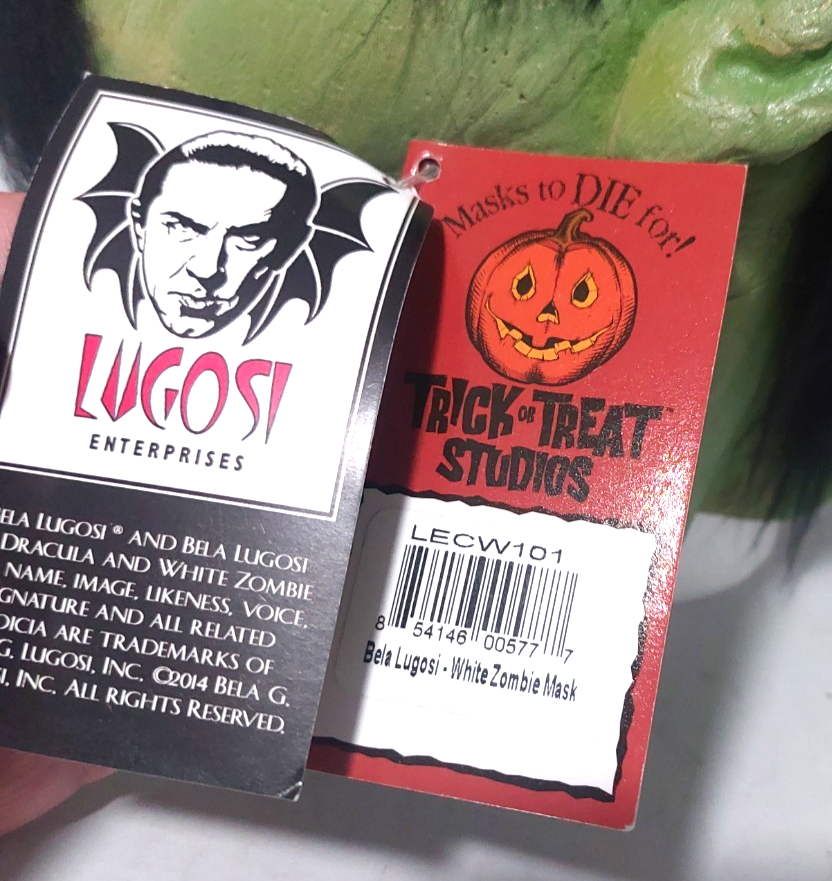 LUGOSI
ENTERPRISES
ELA LUGOSI® AND BELA LUGOSI
DRACULA AND WHITE ZOMBIE
NAME, IMAGE, LIKENESS, VOICE,
GNATURE AND ALL RELATED
DICIA ARE TRADEMARKS OF
G. LUGOSI, INC. ©2014 BELA G.
I, INC. ALL RIGHTS RESERVED.
Masks to DIE for!
TRICK OR TREAT™
STUDIOS
LECW101
8 54146 00577 7
Bela Lugosi - White Zombie Mask